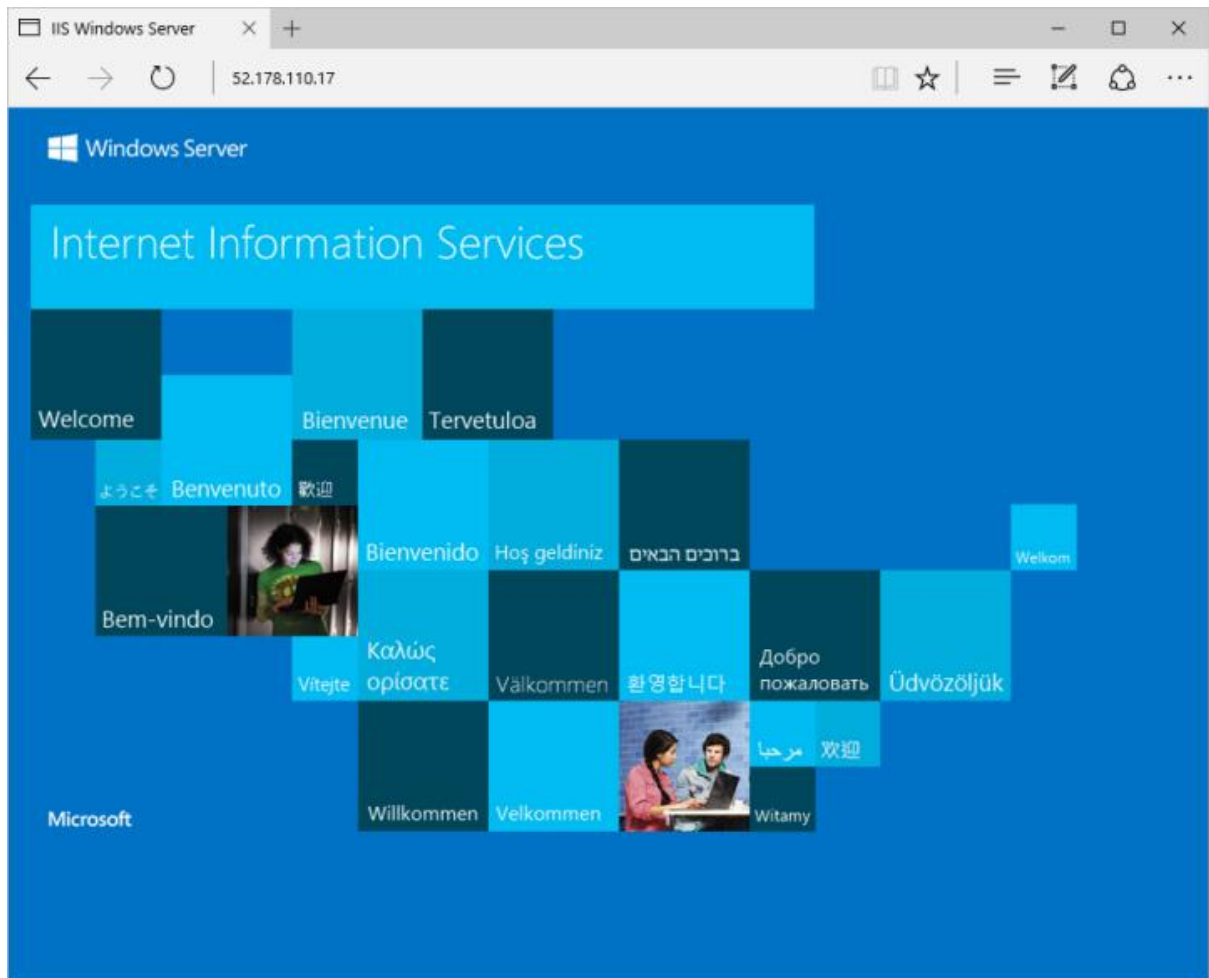 IIS Windows Server
52.178.110.17
Windows Server
Internet Information Services
Welcome
Bienvenue
Tervetuloa
ようこそ
Benvenuto
歡迎
Bienvenido
Hoş geldiniz
ברוכים הבאים
Welkom
Bem-vindo
Vítejte
Καλώς
ορίσατε
Välkommen
환영합니다
Добро
пожаловать
Üdvözöljük
مرحبا
欢迎
Microsoft
Willkommen
Velkommen
Witamy